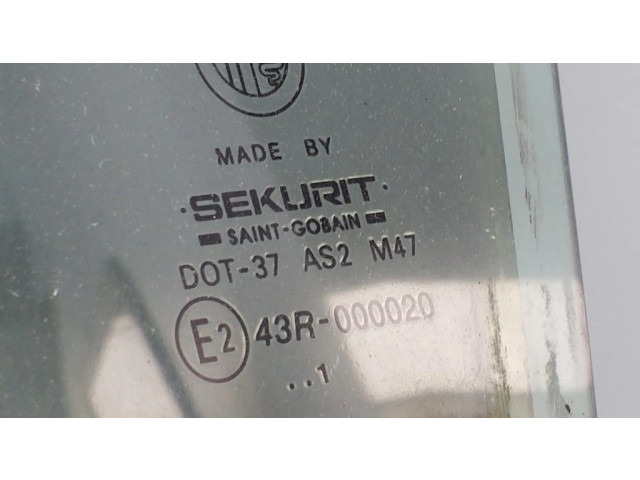 MADE BY
·SEKURIT·
SAINT-GOBAIN
DOT-37 AS2 M47
E2 43R-000020
..1